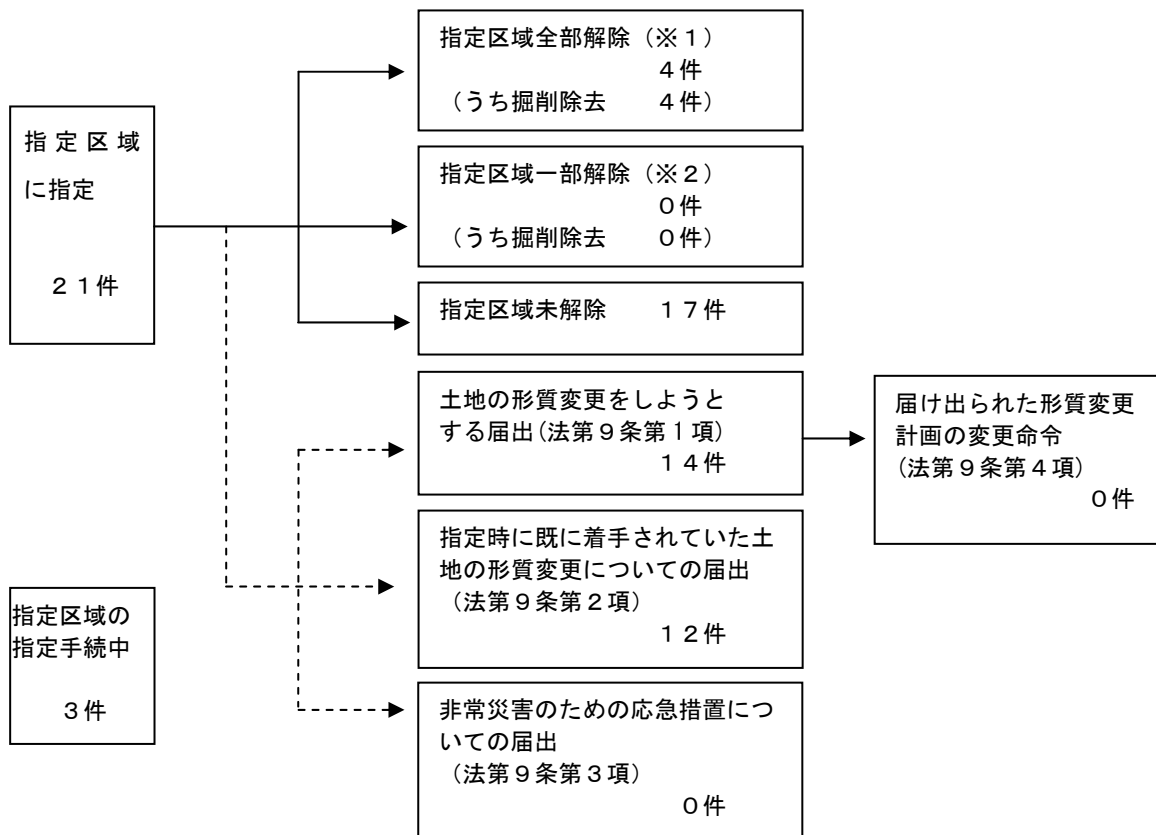 指定区域
に指定
２１件
指定区域の
指定手続中
３件
指定区域全部解除（※１）
４件
（うち掘削除去　４件）
指定区域一部解除（※２）
０件
（うち掘削除去　０件）
指定区域未解除　１７件
土地の形質変更をしようと
する届出(法第９条第１項)
１４件
指定時に既に着手されていた土
地の形質変更についての届出
（法第９条第２項）
１２件
非常災害のための応急措置につ
いての届出
（法第９条第３項）
０件
届け出られた形質変更
計画の変更命令
(法第９条第４項)
０件